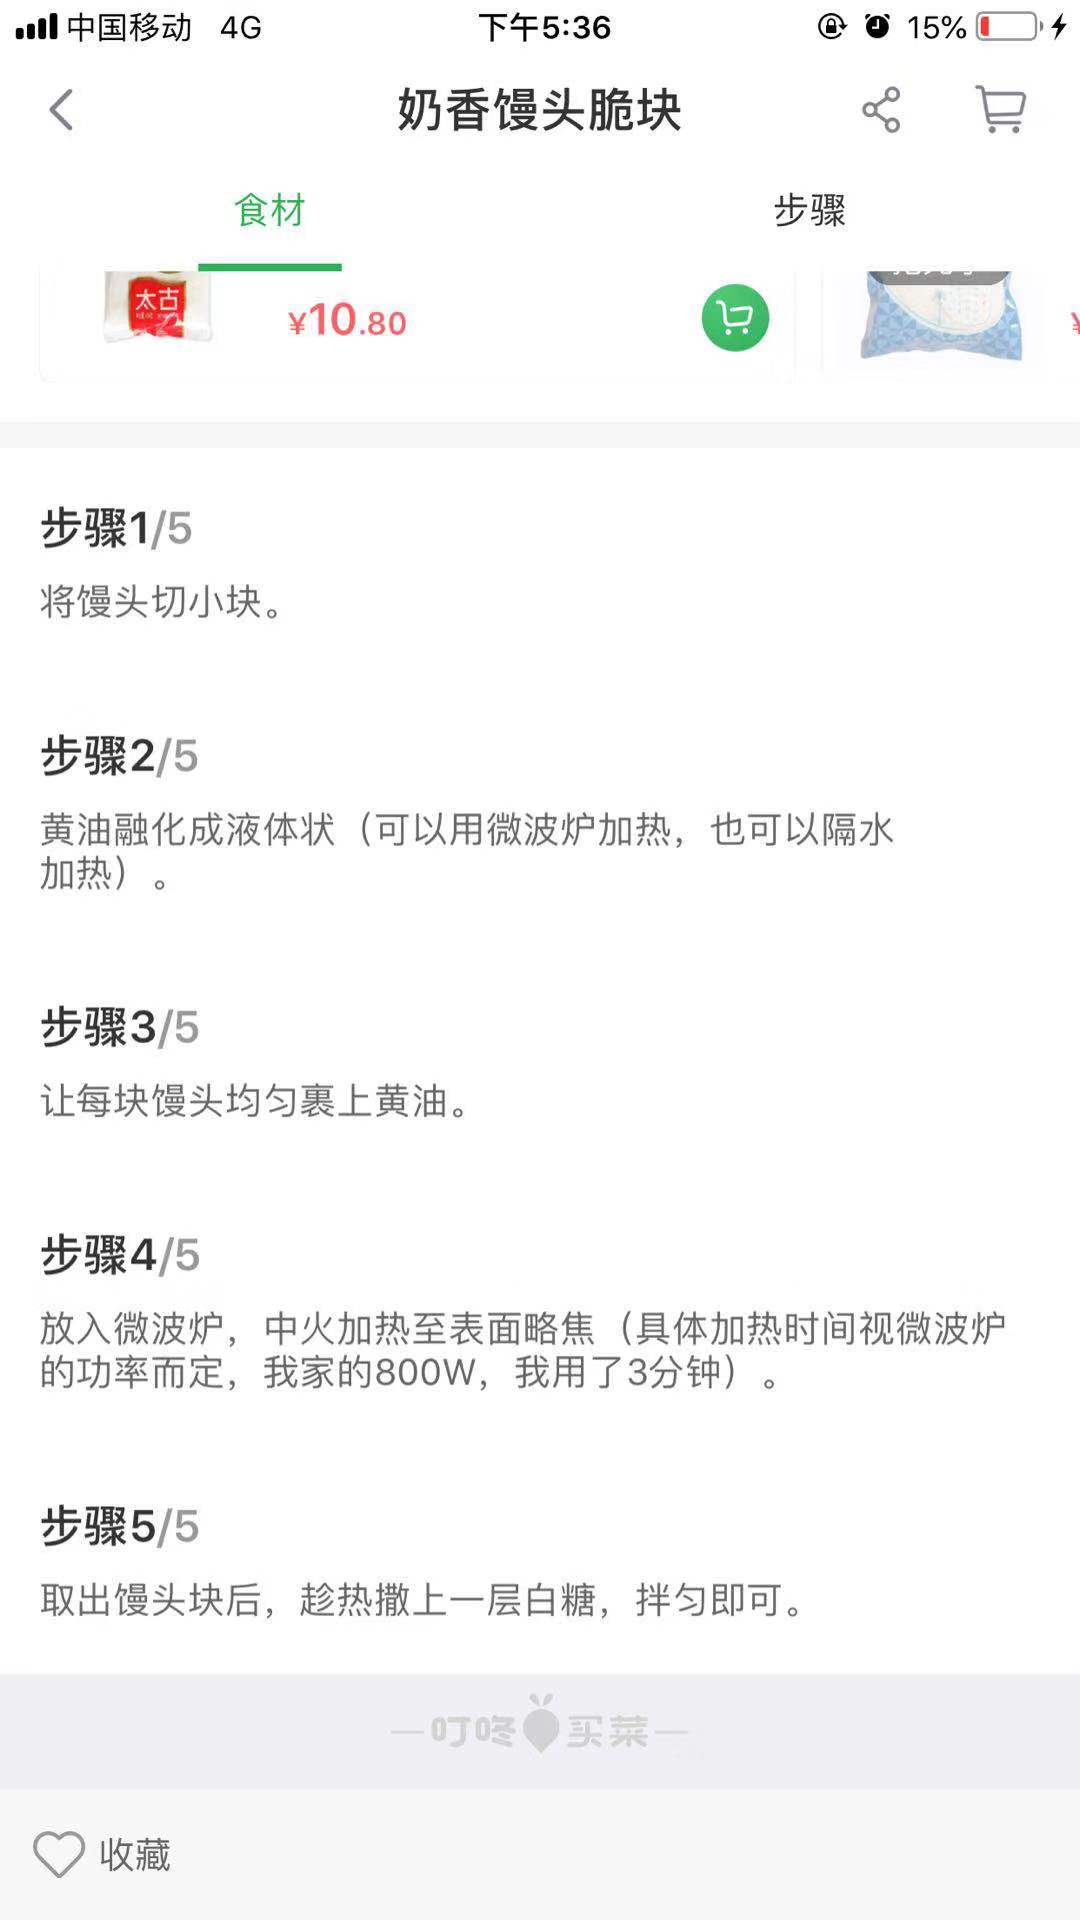 中国移动 4G 下午5:36 15%
奶香馒头脆块
食材 步骤
太古
¥10.80
步骤1/5
将馒头切小块。
步骤2/5
黄油融化成液体状（可以用微波炉加热，也可以隔水
加热）。
步骤3/5
让每块馒头均匀裹上黄油。
步骤4/5
放入微波炉，中火加热至表面略焦（具体加热时间视微波炉
的功率而定，我家的800W，我用了3分钟）。
步骤5/5
取出馒头块后，趁热撒上一层白糖，拌匀即可。
叮咚买菜
收藏